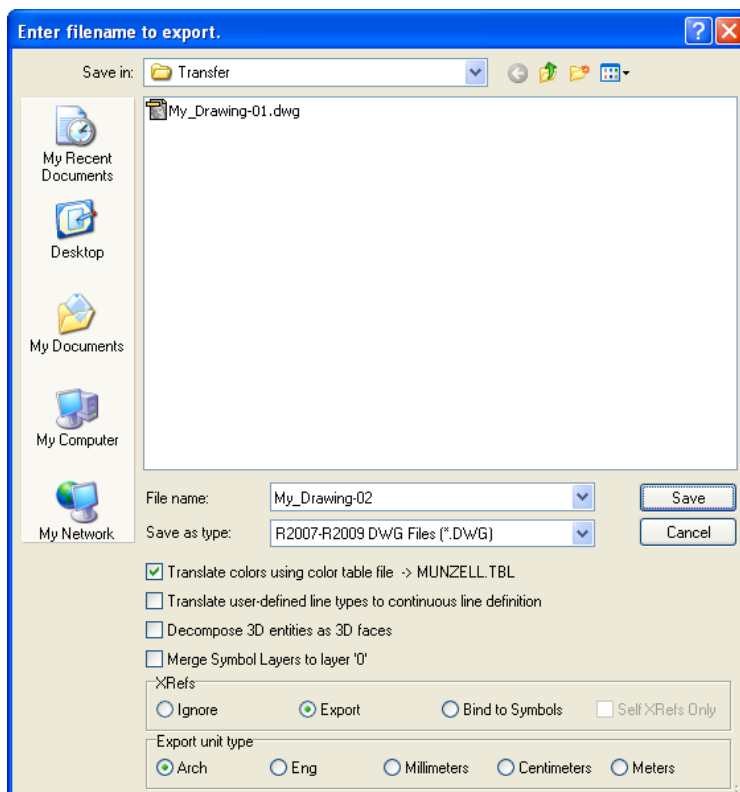 Enter filename to export.
Save in:
Transfer
My_Drawing-01.dwg
My Recent
Documents
Desktop
My Documents
My Computer
My Network
File name:
My_Drawing-02
Save
Save as type:
R2007-R2009 DWG Files (*.DWG)
Cancel
Translate colors using color table file -> MUNZELL.TBL
Translate user-defined line types to continuous line definition
Decompose 3D entities as 3D faces
Merge Symbol Layers to layer '0'
XRefs
Ignore
Export
Bind to Symbols
Self XRefs Only
Export unit type
Arch
Eng
Millimeters
Centimeters
Meters